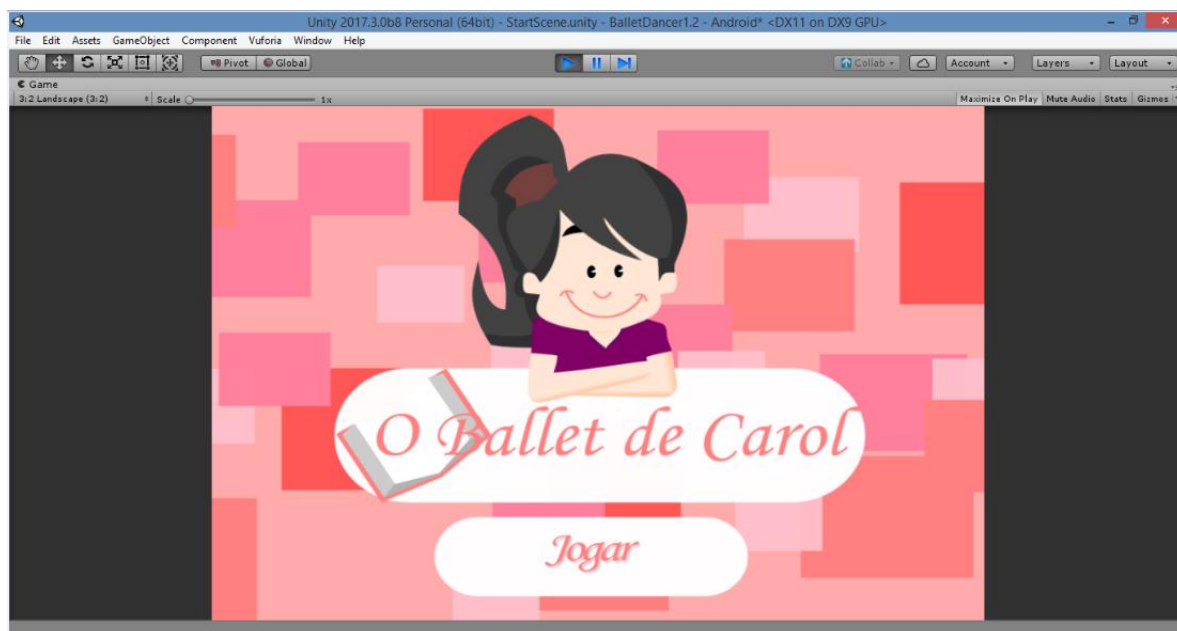 Unity 2017.3.0b8 Personal (64bit) - StartScene.unity - BalletDancer1.2 - Android* <DX11 on DX9 GPU>
File Edit Assets GameObject Component Vuforia Window Help
Pivot Global Collab Account Layers Layout
Game
3:2 Landscape (3:2) Scale 1x Maximize On Play Mute Audio Stats Gizmos
O Ballet de Carol
Jogar